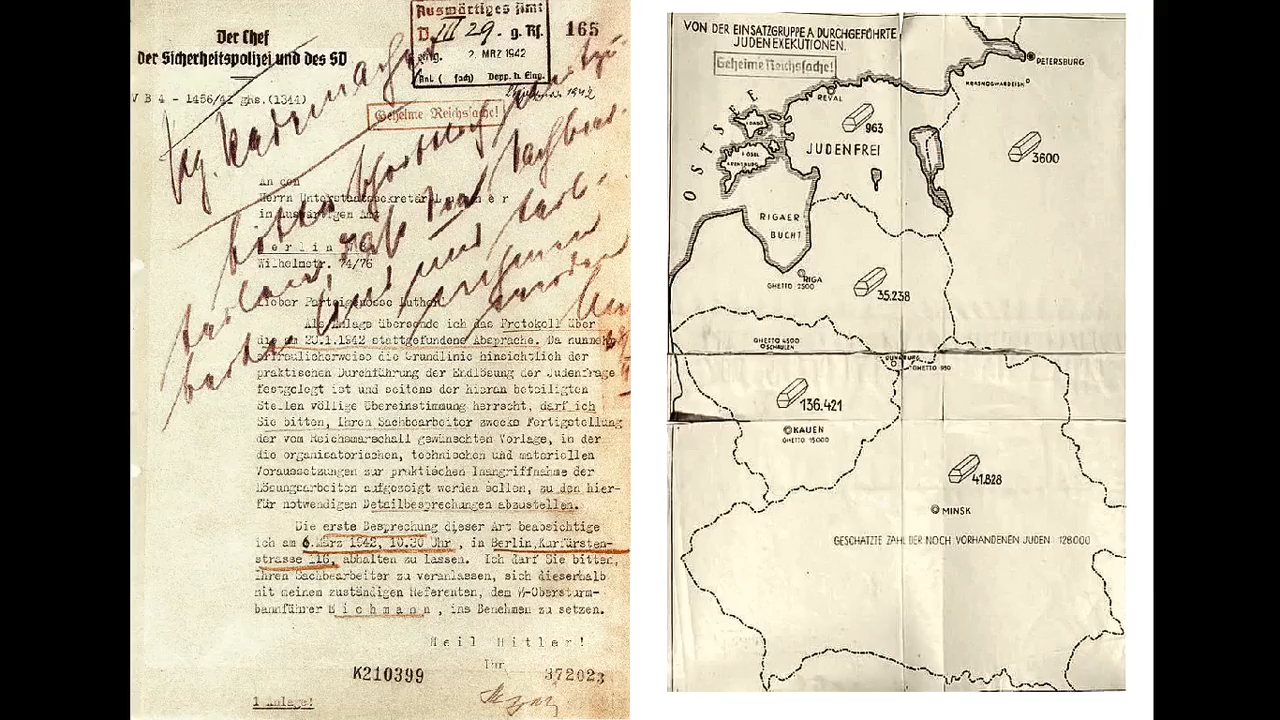 Der Chef
der Sicherheitspolizei und des SD
IV B 4 - 1456/41 gRs.(1344)
Auswärtiges Amt
D. III 29. g. Rs.
eing. 2. MRZ 1942
Anl. ( fach) Dopp. d. Eing.
165
Geheime Reichssache!
An den
Herrn Unterstaatssekretär L u t h e r
im Auswärtigen Amt
B e r l i n W 8
Wilhelmstr. 74/76
Lieber Parteigenosse Luther!
Als Anlage übersende ich das Protokoll über
die am 20.1.1942 stattgefundene Absprache. Da nunmehr
erfreulicherweise die Grundlinie hinsichtlich der
praktischen Durchführung der Endlösung der Judenfrage
festgelegt ist und seitens der hieran beteiligten
Stellen völlige Übereinstimmung herrscht, darf ich
Sie bitten, Ihren Sachbearbeiter zwecks Fertigstellung
der vom Reichsmarschall gewünschten Vorlage, in der
die organisatorischen, technischen und materiellen
Voraussetzungen zur praktischen Inangriffnahme der
Lösungsarbeiten aufgezeigt werden sollen, zu den hier-
für notwendigen Detailbesprechungen abzustellen.
Die erste Besprechung dieser Art beabsichtige
ich am 6.März 1942, 10.30 Uhr, in Berlin, Kurfürsten-
strasse 116, abhalten zu lassen. Ich darf Sie bitten,
Ihren Sachbearbeiter zu veranlassen, sich dieserhalb
mit meinem zuständigen Referenten, dem SS-Obersturm-
bannführer E i c h m a n n , ins Benehmen zu setzen.
Heil Hitler!
Ihr
K210399
372023
1 Anlage!
VON DER EINSATZGRUPPE A DURCHGEFÜHRTE
JUDENEXEKUTIONEN.
Geheime Reichssache!
PETERSBURG
KRASNOGWARDEISK
REVAL
963
OSTSEE
DAGÖ
JUDENFREI
3600
ÖSEL
ARENSBURG
RIGAER
BUCHT
RIGA
GHETTO 2500
35.238
GHETTO 4500
SCHAULEN
DÜNABURG
GHETTO 950
136.421
KAUEN
GHETTO 15000
41.828
MINSK
GESCHÄTZTE ZAHL DER NOCH VORHANDENEN JUDEN 128000